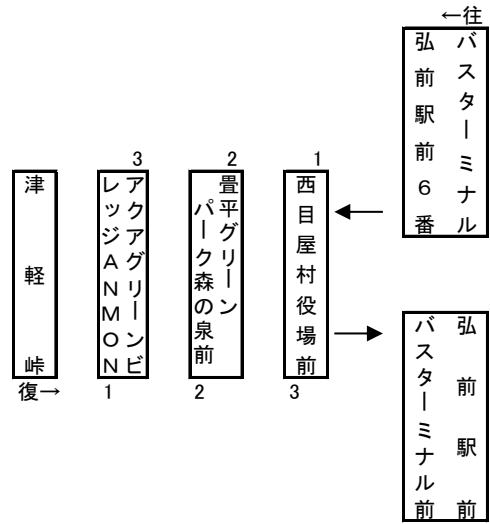 ←往
バスターミナル
弘前駅前6番
1
西目屋村役場前
3
2
畳平グリーン
パーク森の泉前
2
3
アクアグリーンビ
レッジANMON
1
津軽峠
復→
弘前駅前
バスターミナル前